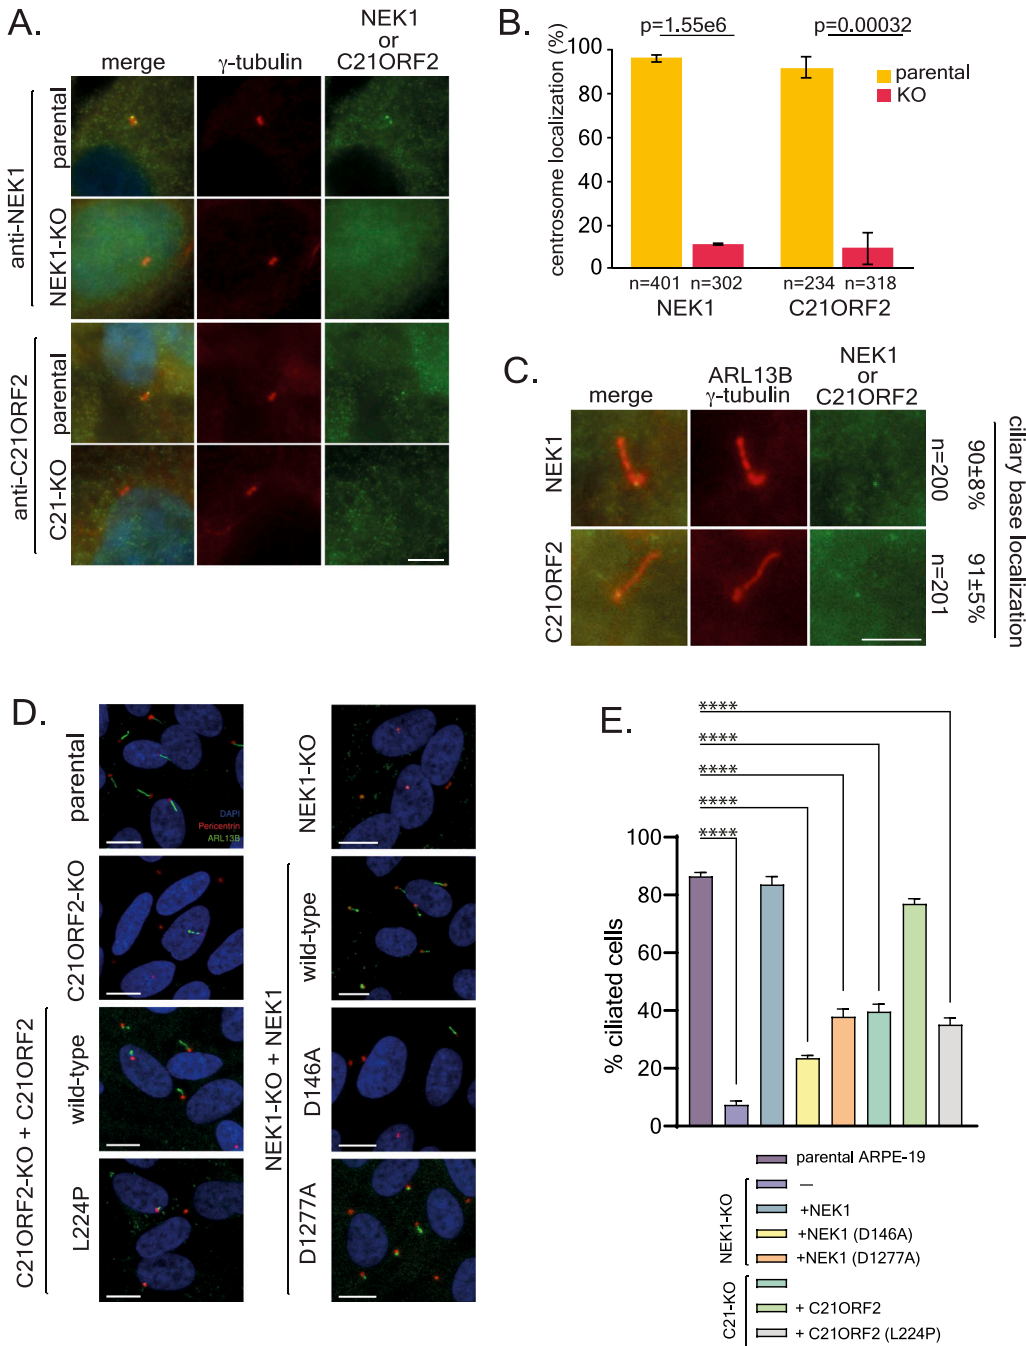 A.
NEK1
or
C21ORF2
merge
γ-tubulin
anti-NEK1
parental
NEK1-KO
anti-C21ORF2
parental
C21-KO
B.
p=1.55e6
p=0.00032
centrosome localization (%)
100
80
60
40
20
0
parental
KO
n=401
n=302
n=234
n=318
NEK1
C21ORF2
C.
merge
ARL13B
γ-tubulin
NEK1
or
C21ORF2
NEK1
C21ORF2
n=200
n=201
90±8%
91±5%
ciliary base localization
D.
parental
DAPI
Pericentrin
ARL13B
NEK1-KO
C21ORF2-KO
C21ORF2-KO + C21ORF2
wild-type
L224P
NEK1-KO + NEK1
wild-type
D146A
D1277A
E.
****
****
****
****
****
% ciliated cells
100
80
60
40
20
0
parental ARPE-19
NEK1-KO
—
+NEK1
+NEK1 (D146A)
+NEK1 (D1277A)
C21-KO
+ C21ORF2
+ C21ORF2 (L224P)